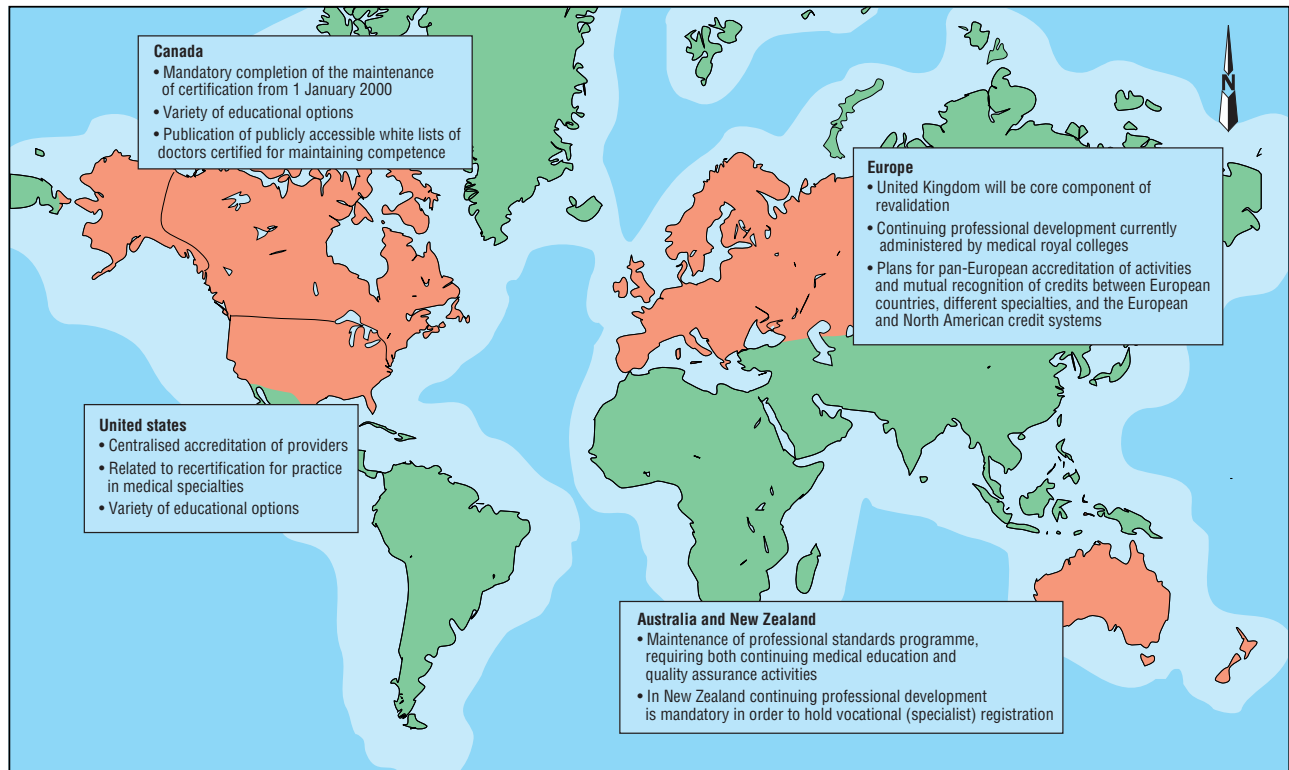 Canada
• Mandatory completion of the maintenance
of certification from 1 January 2000
• Variety of educational options
• Publication of publicly accessible white lists of
doctors certified for maintaining competence
N
Europe
• United Kingdom will be core component of
revalidation
• Continuing professional development currently
administered by medical royal colleges
• Plans for pan-European accreditation of activities
and mutual recognition of credits between European
countries, different specialties, and the European
and North American credit systems
United states
• Centralised accreditation of providers
• Related to recertification for practice
in medical specialties
• Variety of educational options
Australia and New Zealand
• Maintenance of professional standards programme,
requiring both continuing medical education and
quality assurance activities
• In New Zealand continuing professional development
is mandatory in order to hold vocational (specialist) registration